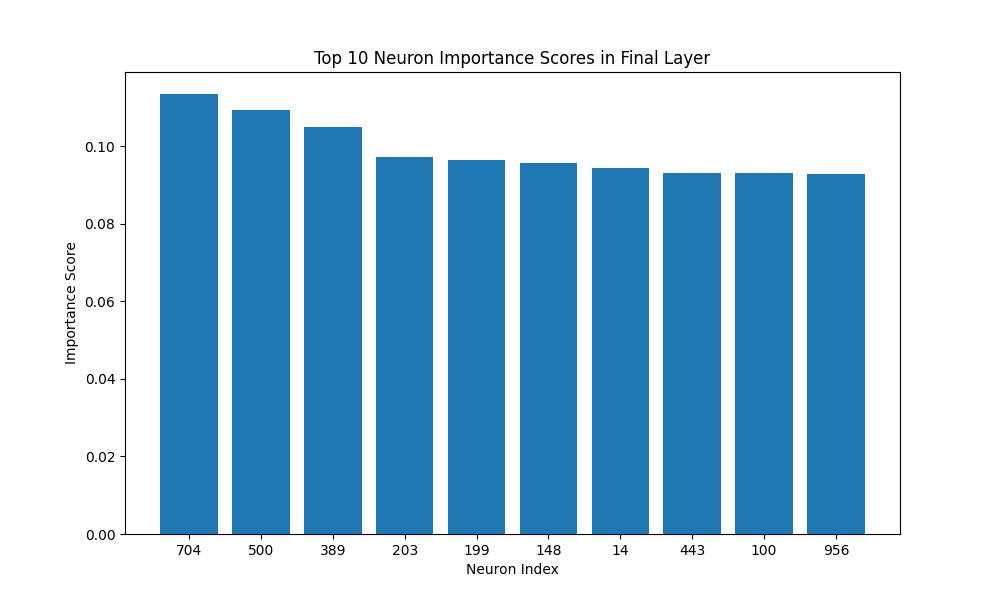 Top 10 Neuron Importance Scores in Final Layer
Importance Score
0.10
0.08
0.06
0.04
0.02
0.00
704 500 389 203 199 148 14 443 100 956
Neuron Index